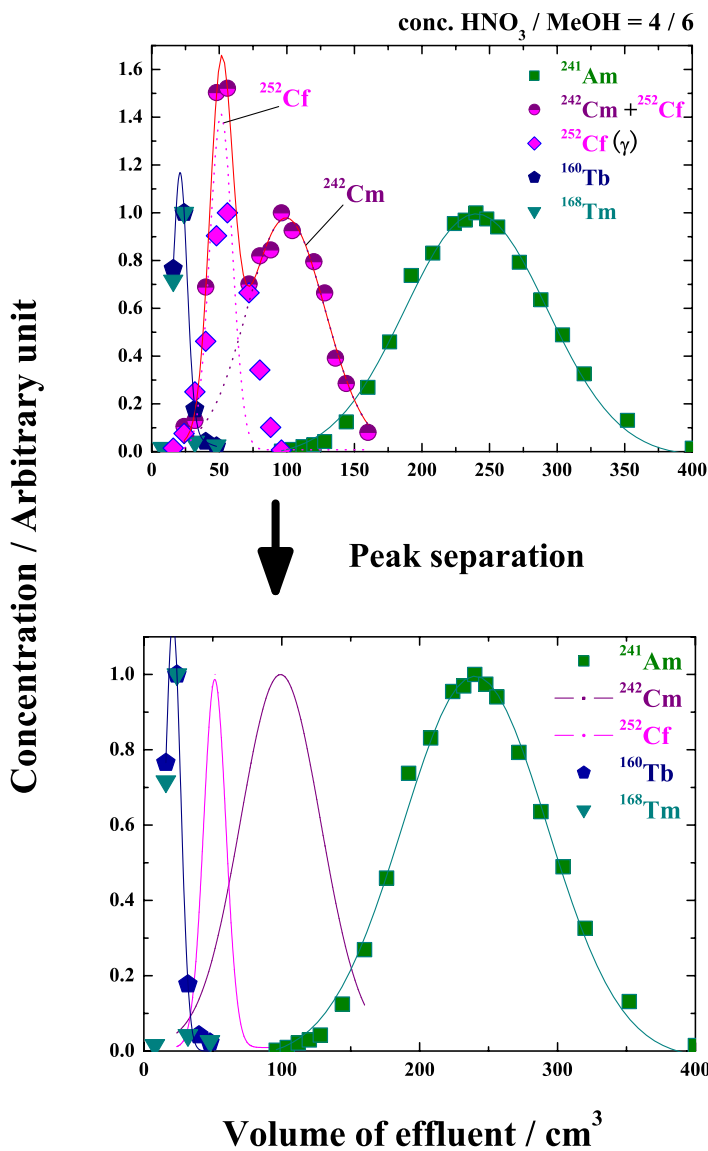 conc. HNO₃ / MeOH = 4 / 6
Concentration / Arbitrary unit
1.6
1.4
1.2
1.0
0.8
0.6
0.4
0.2
0.0
²⁵²Cf
²⁴²Cm
²⁴¹Am
²⁴²Cm + ²⁵²Cf
²⁵²Cf (γ)
¹⁶⁰Tb
¹⁶⁸Tm
0 50 100 150 200 250 300 350 400
Peak separation
1.0
0.8
0.6
0.4
0.2
0.0
²⁴¹Am
²⁴²Cm
²⁵²Cf
¹⁶⁰Tb
¹⁶⁸Tm
0 100 200 300 400
Volume of effluent / cm³